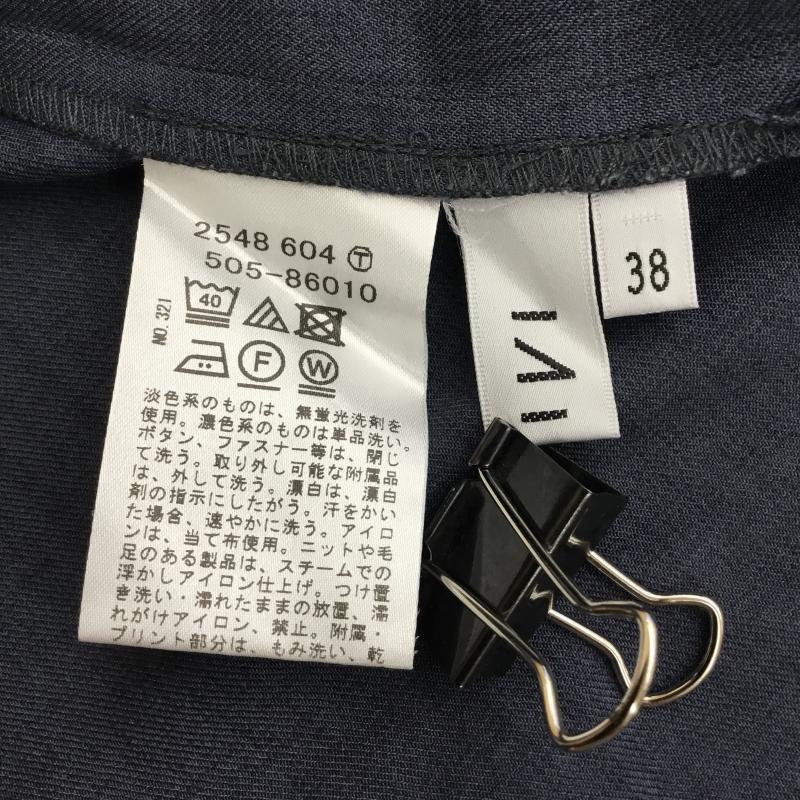 2548 604 Ⓣ
505-86010
NO.321
40
F
W
淡色系のものは、無蛍光洗剤を
使用。濃色系のものは単品洗い。
ボタン、ファスナー等は、閉じ
て洗う。取り外し可能な附属品
は、外して洗う。漂白は、漂白
剤の指示にしたがう。汗をかい
た場合、速やかに洗う。アイロ
ンは、当て布使用。ニットや毛
足のある製品は、スチームでの
浮かしアイロン仕上げ。つけ置
き洗い・濡れたままの放置、濡
れがけアイロン、禁止。附属・
プリント部分は、もみ洗い、乾
38